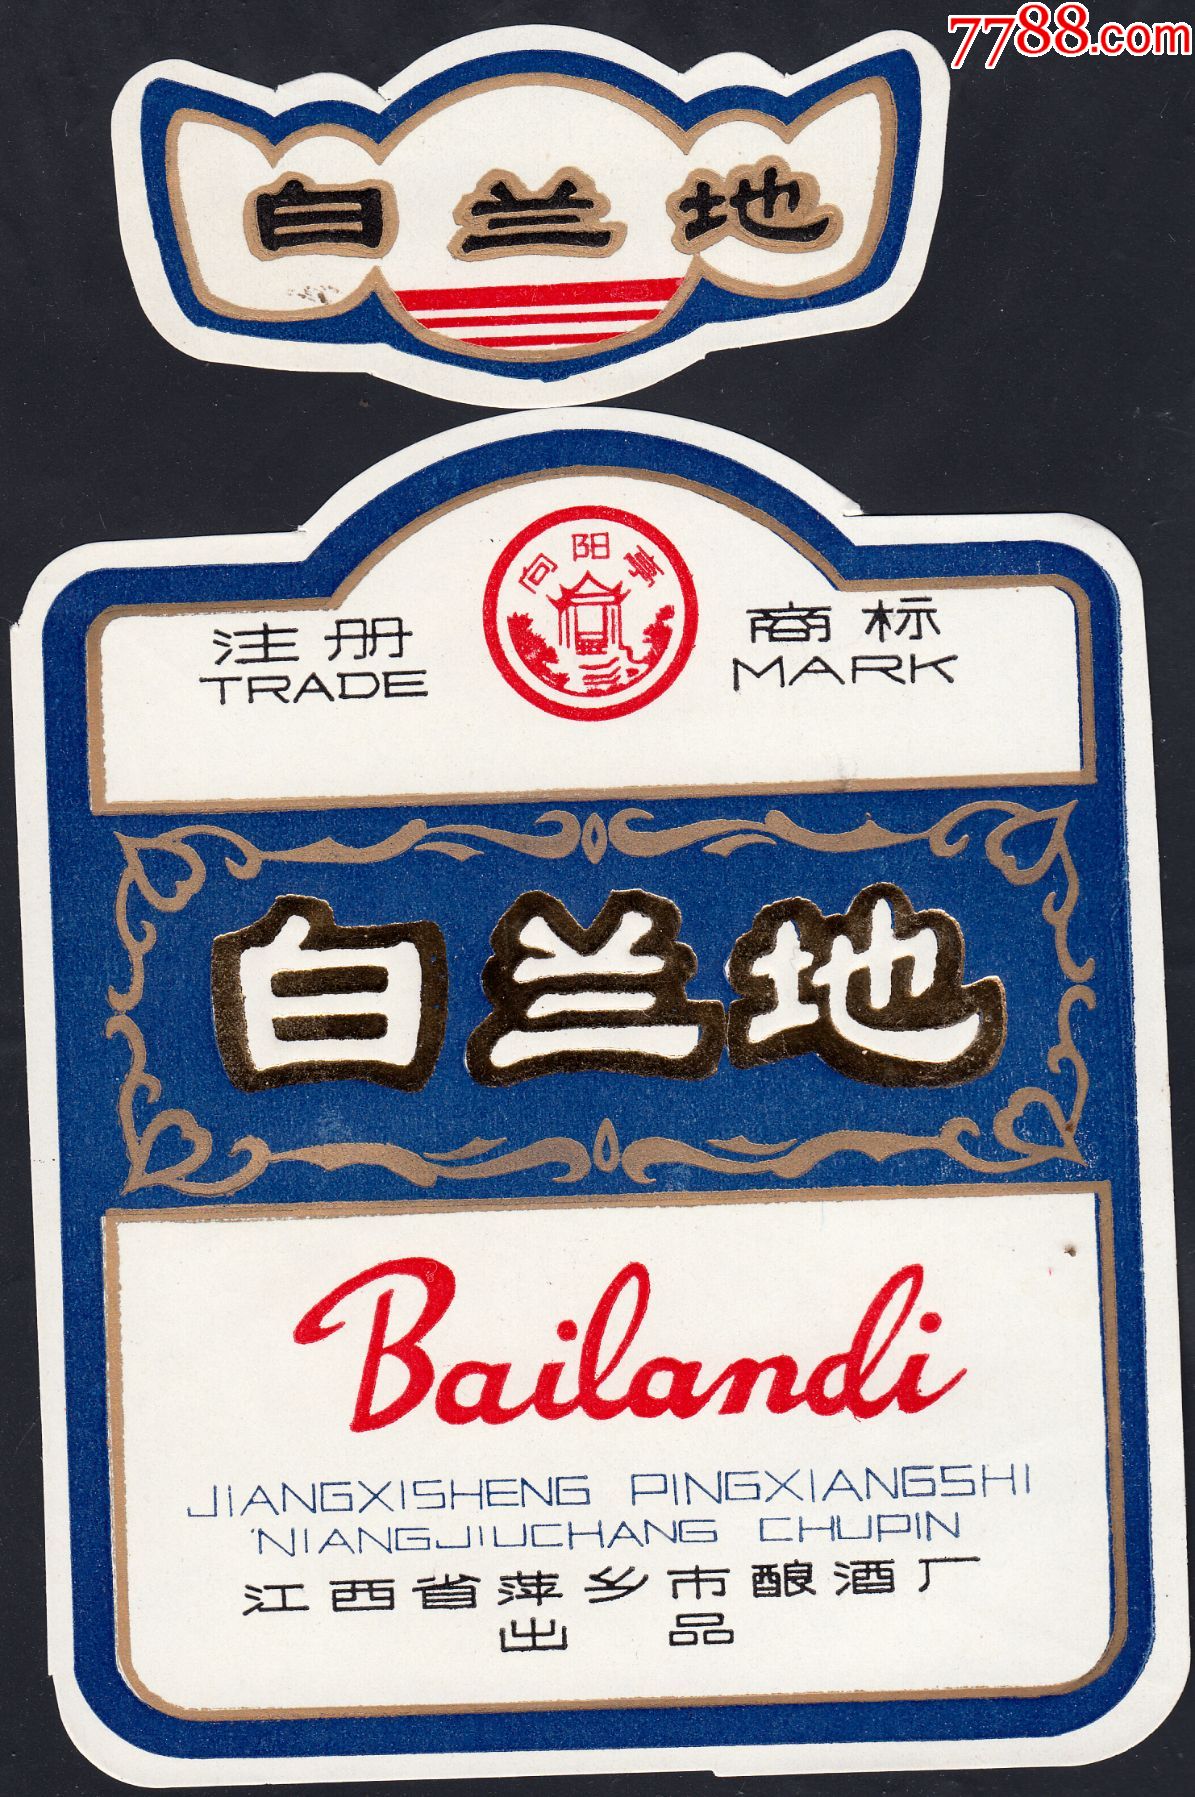 7788.com
白兰地
向阳亭
注册 商标
TRADE MARK
白兰地
Bailandi
JIANGXISHENG PINGXIANGSHI
NIANGJIUCHANG CHUPIN
江西省萍乡市酿酒厂
出品